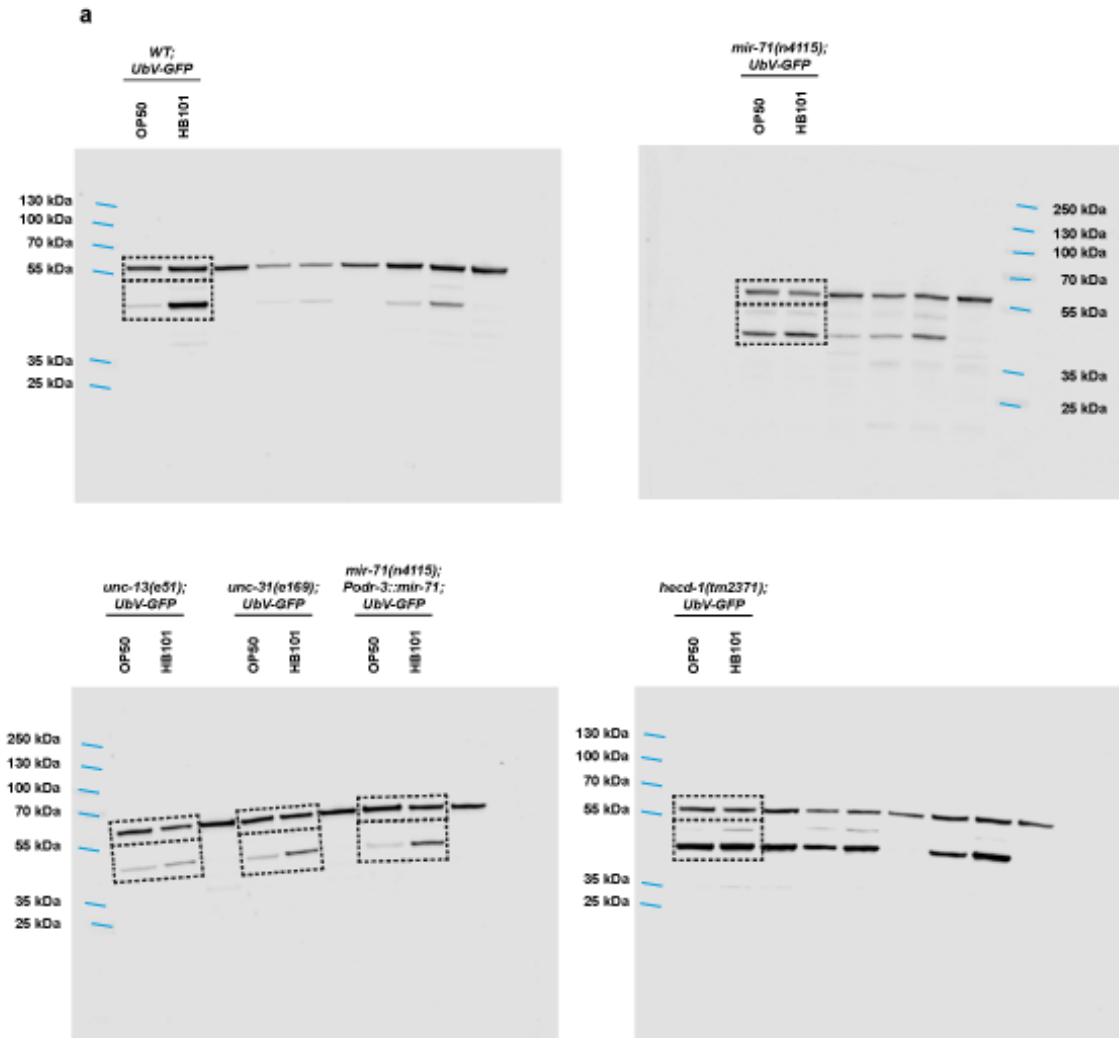 a
WT;
UbV-GFP
OP50
HB101
130 kDa
100 kDa
70 kDa
55 kDa
35 kDa
25 kDa
mir-71(n4115);
UbV-GFP
OP50
HB101
250 kDa
130 kDa
100 kDa
70 kDa
55 kDa
35 kDa
25 kDa
unc-13(e51);
UbV-GFP
OP50
HB101
unc-31(e169);
UbV-GFP
OP50
HB101
mir-71(n4115);
Podr-3::mir-71;
UbV-GFP
OP50
HB101
250 kDa
130 kDa
100 kDa
70 kDa
55 kDa
35 kDa
25 kDa
hecd-1(tm2371);
UbV-GFP
OP50
HB101
130 kDa
100 kDa
70 kDa
55 kDa
35 kDa
25 kDa